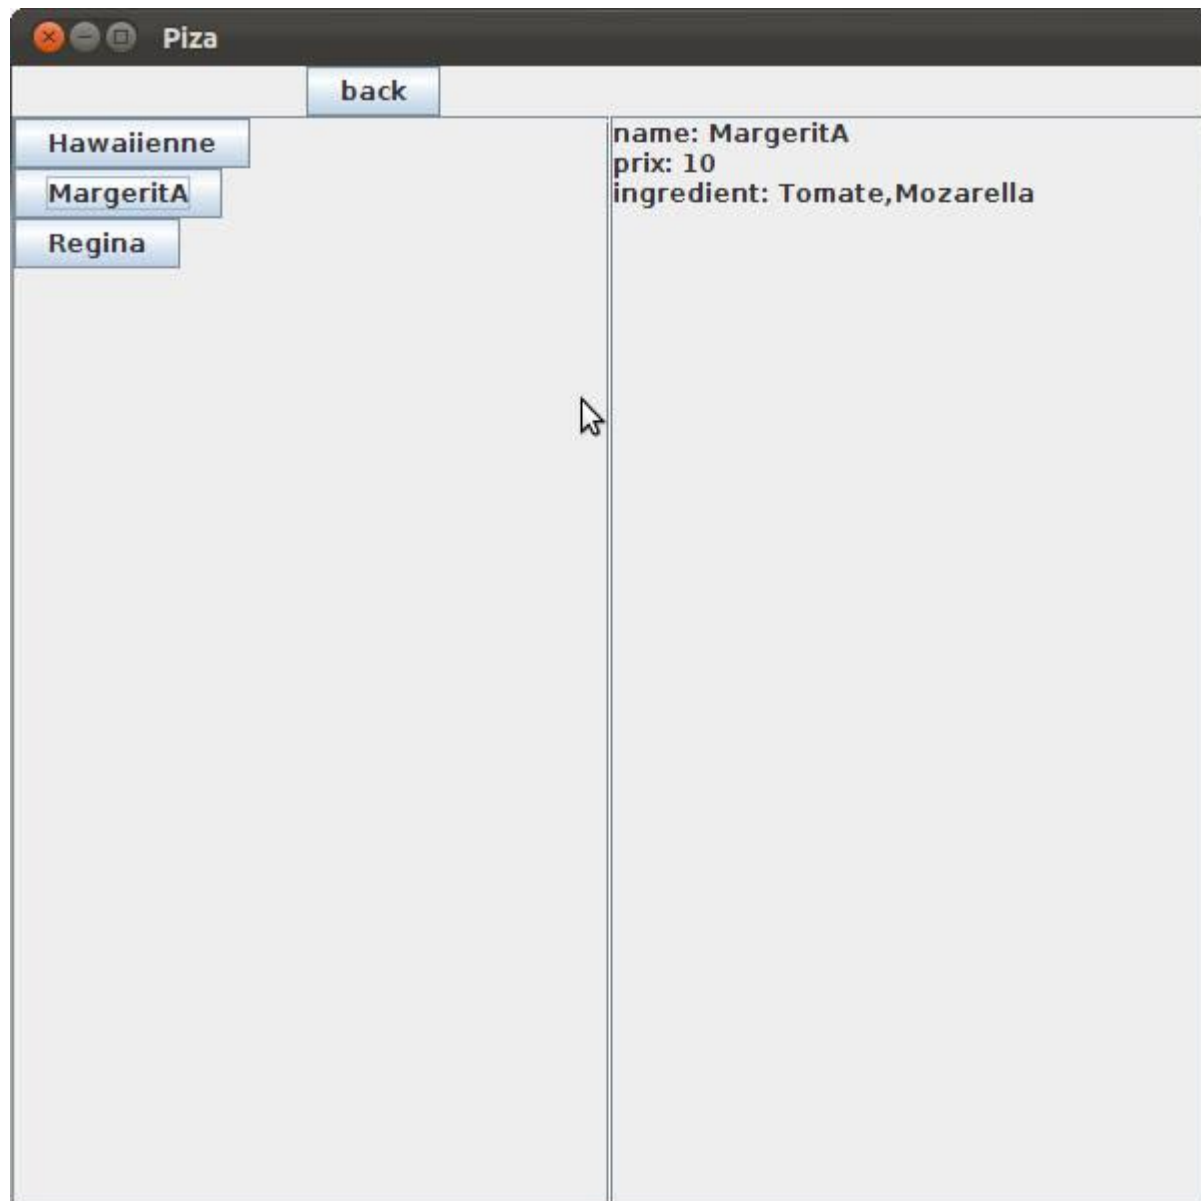 Piza
back
Hawaiienne
MargeritA
Regina
name: MargeritA
prix: 10
ingredient: Tomate,Mozarella